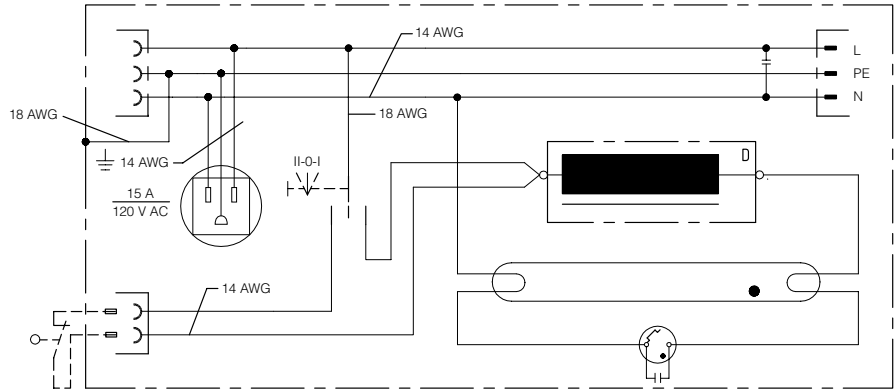 14 AWG
L
PE
N
18 AWG
18 AWG
14 AWG
II-0-I
D
15 A
120 V AC
14 AWG